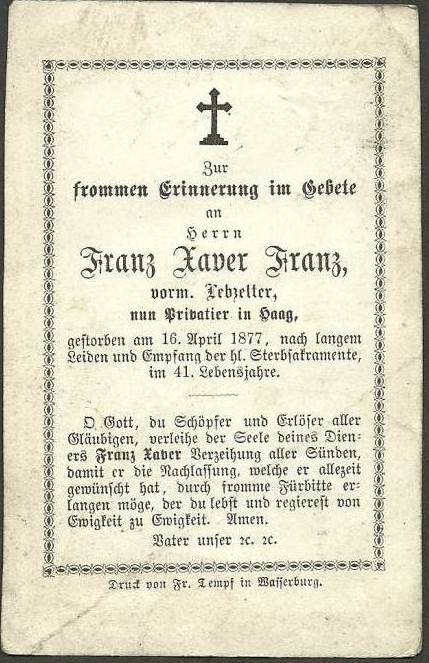 Zur
frommen Erinnerung im Gebete
an
Herrn
Franz Xaver Franz,
vorm. Lebzelter,
nun Privatier in Haag,
gestorben am 16. April 1877, nach langem
Leiden und Empfang der hl. Sterbsakramente,
im 41. Lebensjahre.
O Gott, du Schöpfer und Erlöser aller
Gläubigen, verleihe der Seele deines Dien-
ers Franz Xaver Verzeihung aller Sünden,
damit er die Nachlassung, welche er allezeit
gewünscht hat, durch fromme Fürbitte er-
langen möge, der du lebst und regierest von
Ewigkeit zu Ewigkeit. Amen.
Vater unser ꝛc. ꝛc.
Druck von Fr. Tempf in Wasserburg.